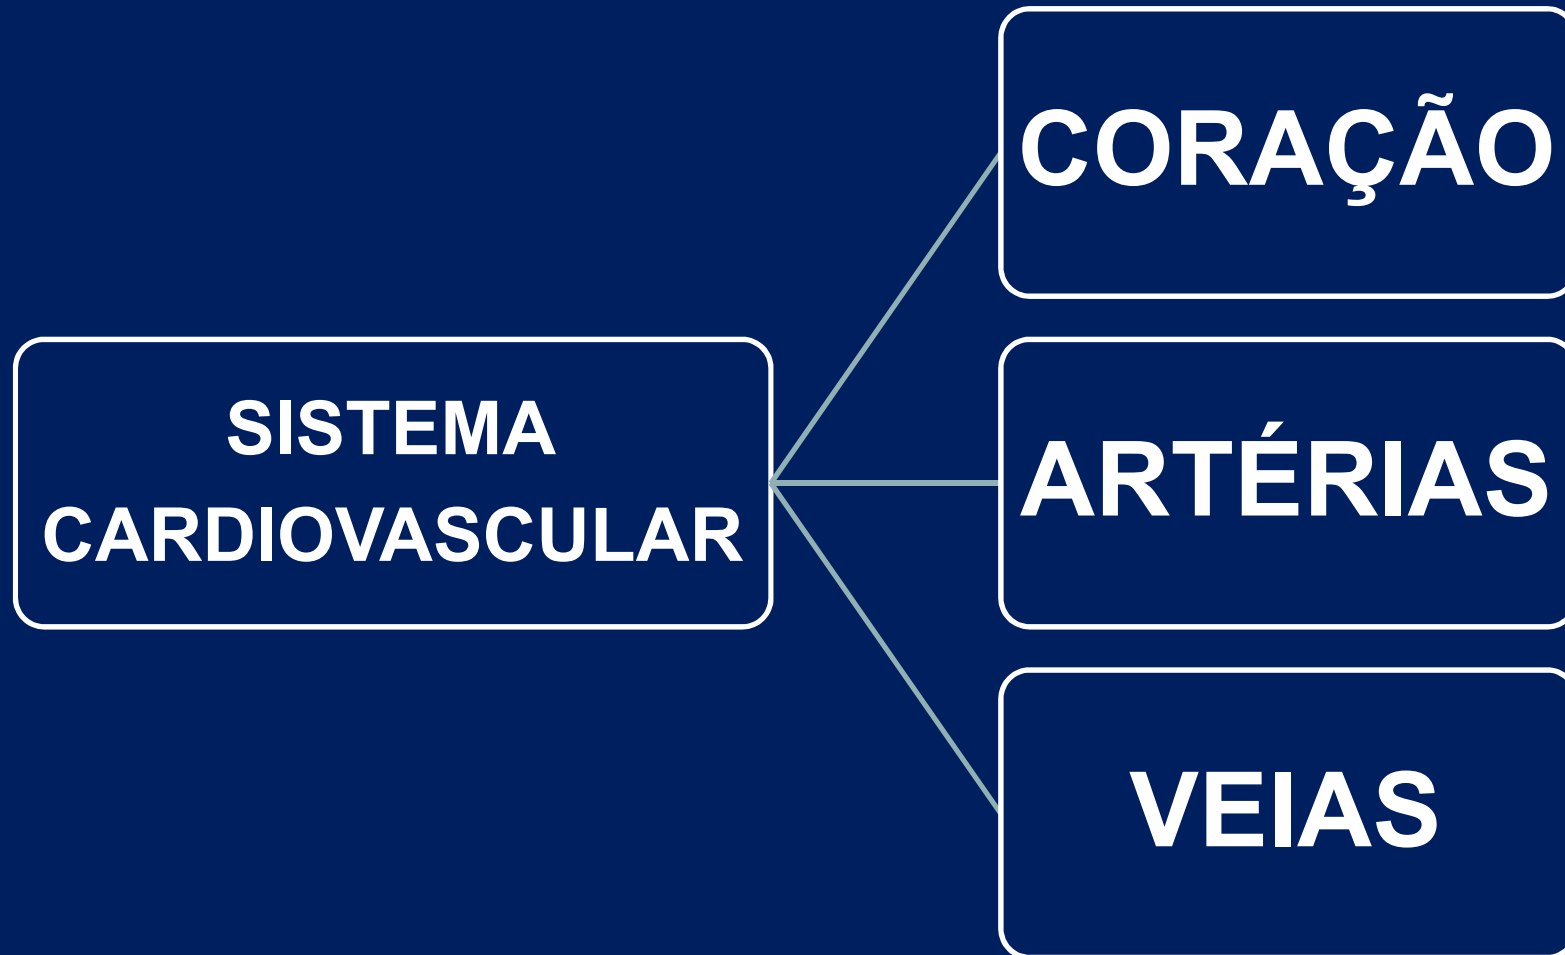 SISTEMA
CARDIOVASCULAR
CORAÇÃO
ARTÉRIAS
VEIAS